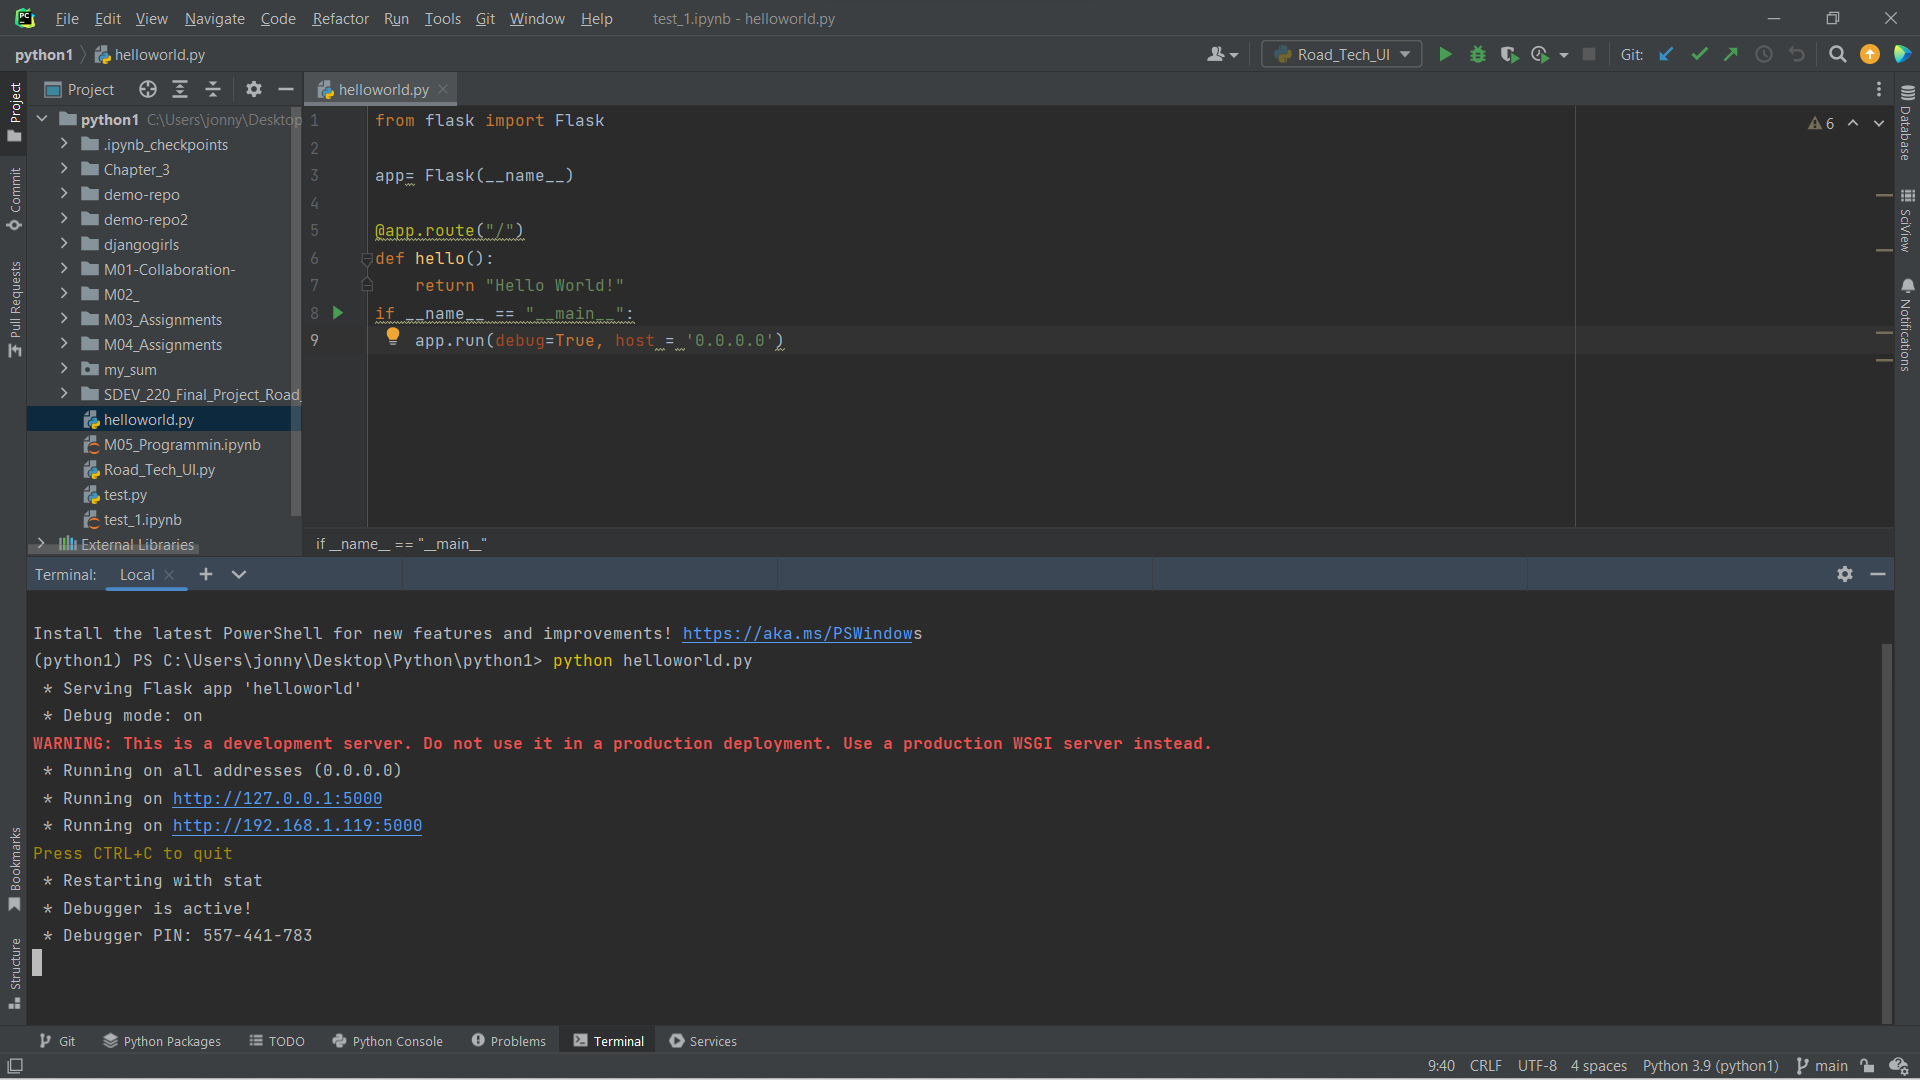 PC File Edit View Navigate Code Refactor Run Tools Git Window Help test_1.ipynb - helloworld.py
python1 helloworld.py Road_Tech_UI Git:
Project helloworld.py
Project
Commit
Pull Requests
Bookmarks
Structure
python1 C:\Users\jonny\Desktop
.ipynb_checkpoints
Chapter_3
demo-repo
demo-repo2
djangogirls
M01-Collaboration-
M02_
M03_Assignments
M04_Assignments
my_sum
SDEV_220_Final_Project_Road_
helloworld.py
M05_Programmin.ipynb
Road_Tech_UI.py
test.py
test_1.ipynb
External Libraries
1 from flask import Flask
2
3 app= Flask(__name__)
4
5 @app.route("/")
6 def hello():
7 return "Hello World!"
8 if __name__ == "__main__":
9 app.run(debug=True, host = '0.0.0.0')
6
Database
SciView
Notifications
if __name__ == "__main__"
Terminal: Local
Install the latest PowerShell for new features and improvements! https://aka.ms/PSWindows
(python1) PS C:\Users\jonny\Desktop\Python\python1> python helloworld.py
* Serving Flask app 'helloworld'
* Debug mode: on
WARNING: This is a development server. Do not use it in a production deployment. Use a production WSGI server instead.
* Running on all addresses (0.0.0.0)
* Running on http://127.0.0.1:5000
* Running on http://192.168.1.119:5000
Press CTRL+C to quit
* Restarting with stat
* Debugger is active!
* Debugger PIN: 557-441-783
Git Python Packages TODO Python Console Problems Terminal Services
9:40 CRLF UTF-8 4 spaces Python 3.9 (python1) main